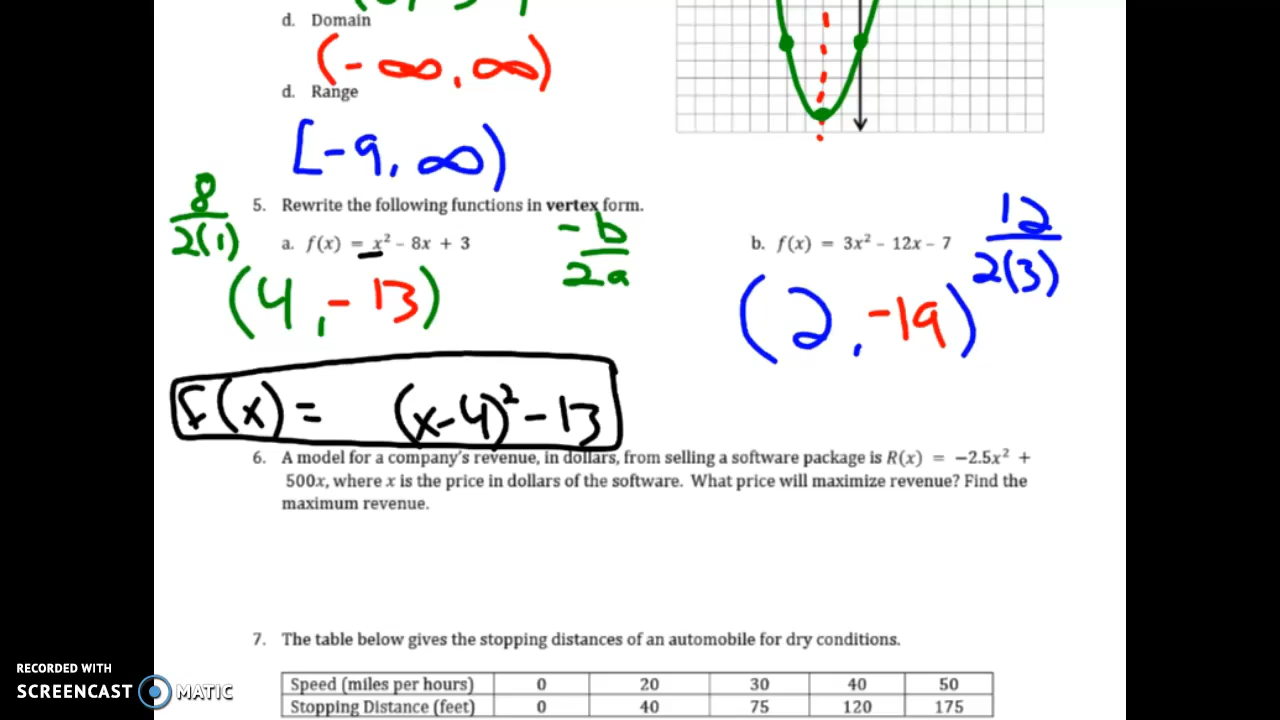 d. Domain
(-∞, ∞)
d. Range
[-9, ∞)
5. Rewrite the following functions in vertex form.
8
2(1)
a. f(x) = x² − 8x + 3
-b
2a
b. f(x) = 3x² − 12x − 7
12
2(3)
(4, -13)
(2, -19)
f(x) = (x-4)² - 13
6. A model for a company's revenue, in dollars, from selling a software package is R(x) = −2.5x² +
500x, where x is the price in dollars of the software. What price will maximize revenue? Find the
maximum revenue.
7. The table below gives the stopping distances of an automobile for dry conditions.
Speed (miles per hours) 0 20 30 40 50
Stopping Distance (feet) 0 40 75 120 175
RECORDED WITH
SCREENCAST MATIC